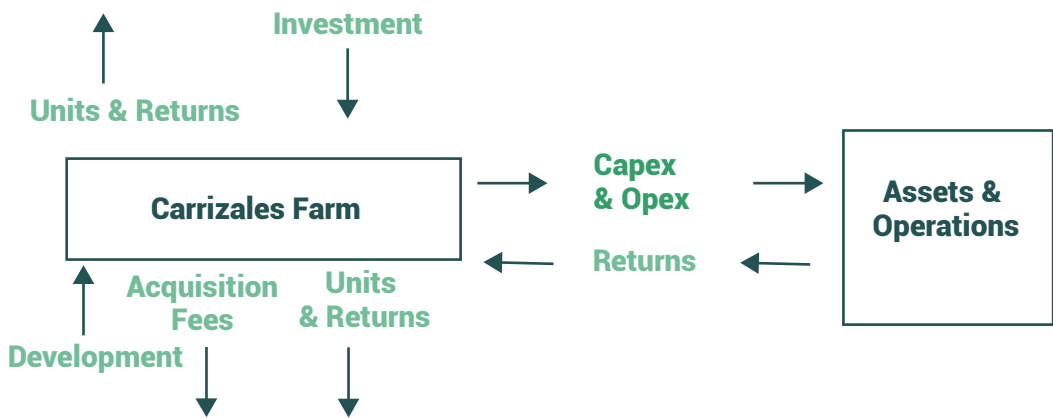 Investment
Units & Returns
Capex
& Opex
Carrizales Farm
Assets &
Operations
Returns
Acquisition
Fees
Units
& Returns
Development